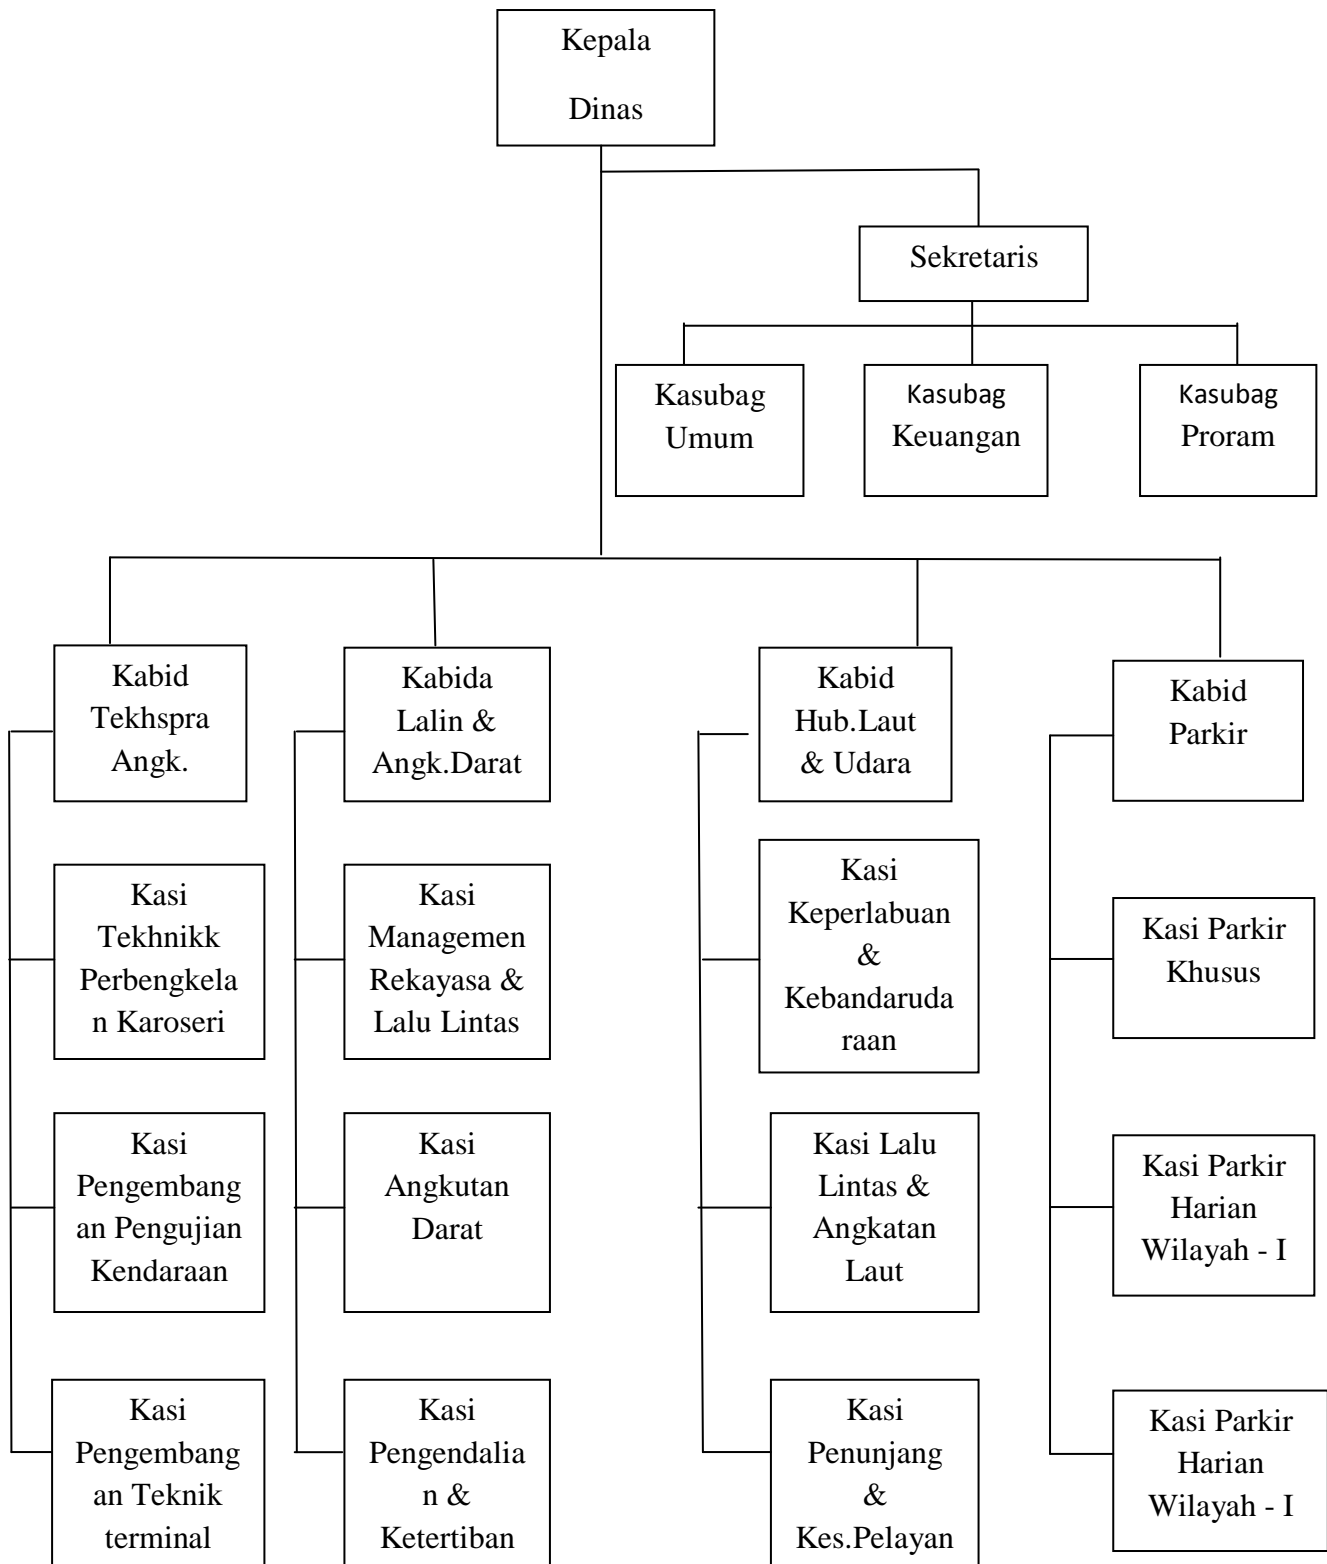 Kepala
Dinas
Sekretaris
Kasubag
Umum
Kasubag
Keuangan
Kasubag
Proram
Kabid
Tekhspra
Angk.
Kabida
Lalin &
Angk.Darat
Kabid
Hub.Laut
& Udara
Kabid
Parkir
Kasi
Tekhnikk
Perbengkela
n Karoseri
Kasi
Managemen
Rekayasa &
Lalu Lintas
Kasi
Keperlabuan
&
Kebandaruda
raan
Kasi Parkir
Khusus
Kasi
Pengembang
an Pengujian
Kendaraan
Kasi
Angkutan
Darat
Kasi Lalu
Lintas &
Angkatan
Laut
Kasi Parkir
Harian
Wilayah - I
Kasi
Pengembang
an Teknik
terminal
Kasi
Pengendalia
n &
Ketertiban
Kasi
Penunjang
&
Kes.Pelayan
Kasi Parkir
Harian
Wilayah - I